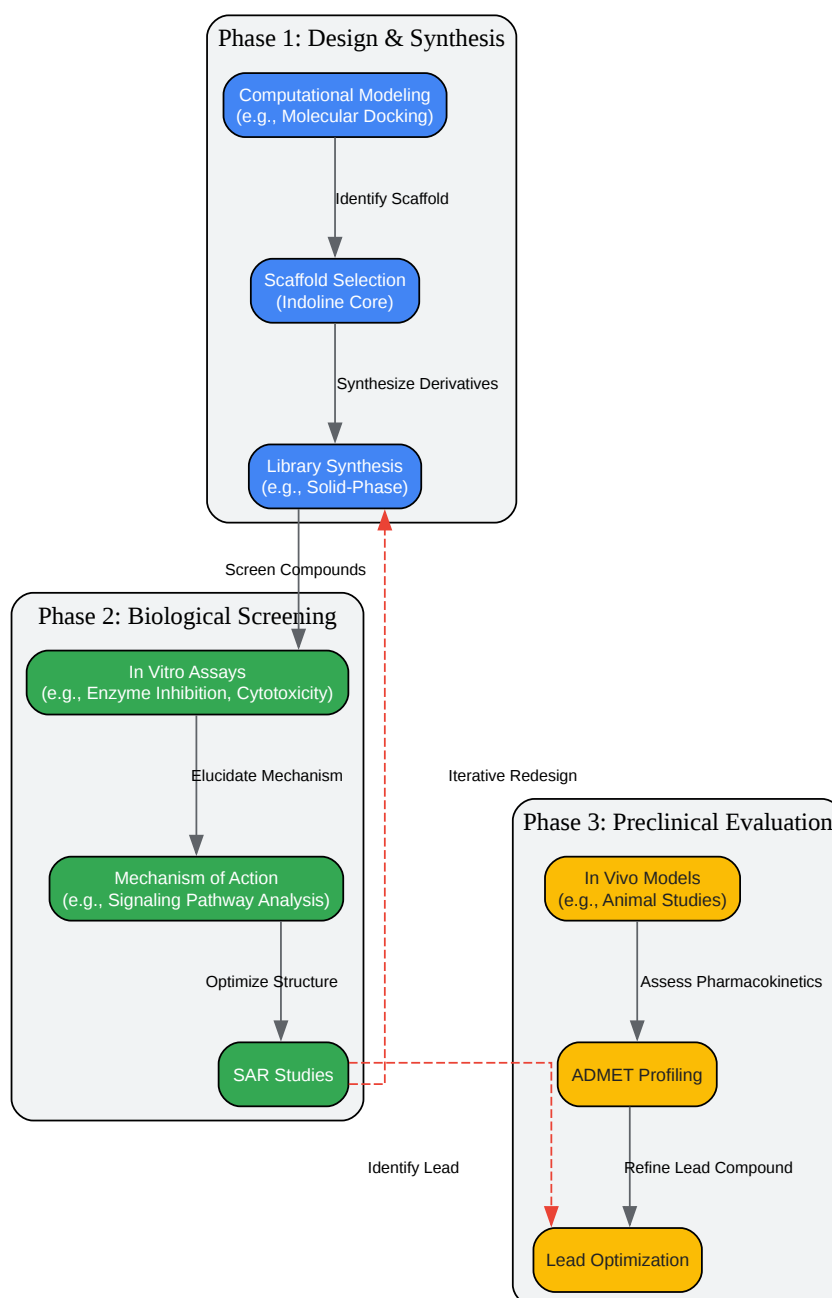 Phase 1: Design & Synthesis
Computational Modeling
(e.g., Molecular Docking)
Identify Scaffold
Scaffold Selection
(Indoline Core)
Synthesize Derivatives
Library Synthesis
(e.g., Solid-Phase)
Screen Compounds
Phase 2: Biological Screening
In Vitro Assays
(e.g., Enzyme Inhibition, Cytotoxicity)
Elucidate Mechanism
Iterative Redesign
Phase 3: Preclinical Evaluation
Mechanism of Action
(e.g., Signaling Pathway Analysis)
In Vivo Models
(e.g., Animal Studies)
Optimize Structure
Assess Pharmacokinetics
SAR Studies
ADMET Profiling
Identify Lead
Refine Lead Compound
Lead Optimization